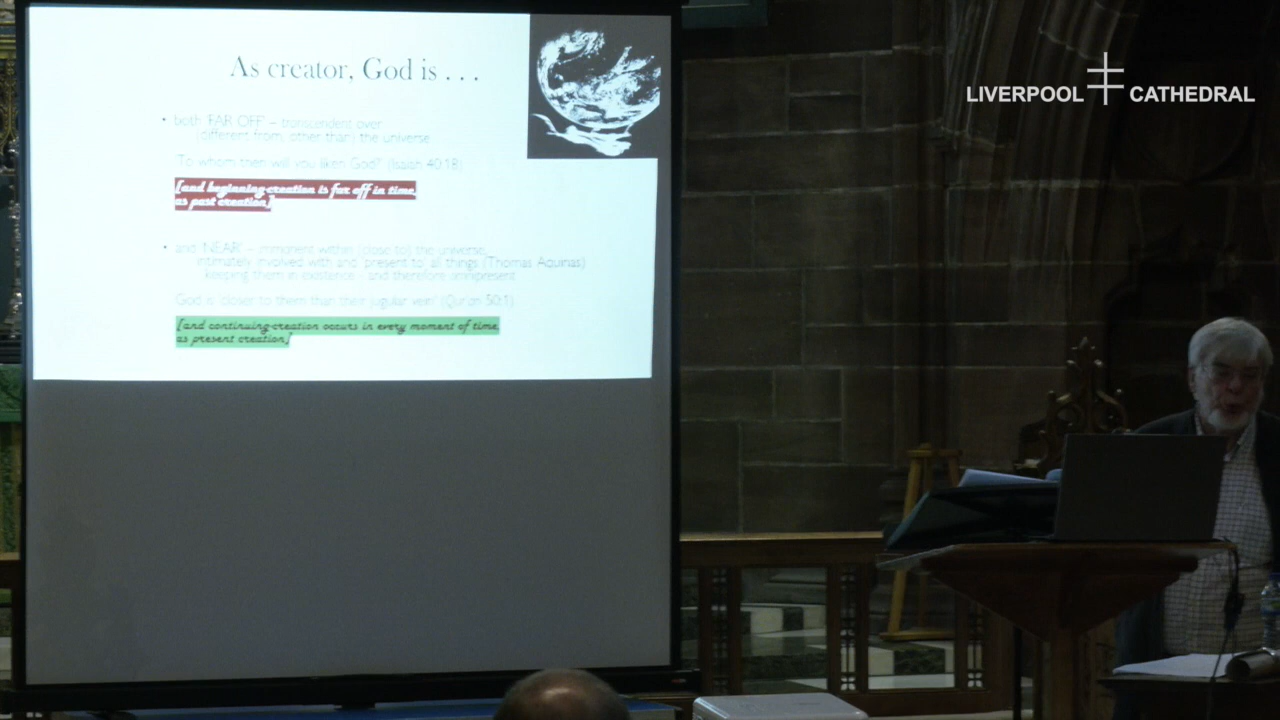 LIVERPOOL CATHEDRAL
As creator, God is . . .
• both 'FAR OFF' – transcendent over
(different from, other than) the universe
To whom then will you liken God? (Isaiah 40:18)
[and beginning-creation is far off in time,
as past creation]
• and 'NEAR' – immanent within (close to) the universe,
intimately involved with and 'present to' all things (Thomas Aquinas)
keeping them in existence – and therefore omnipresent
God is 'closer to them than their jugular vein' (Qur'an 50:1)
[and continuing-creation occurs in every moment of time,
as present creation]